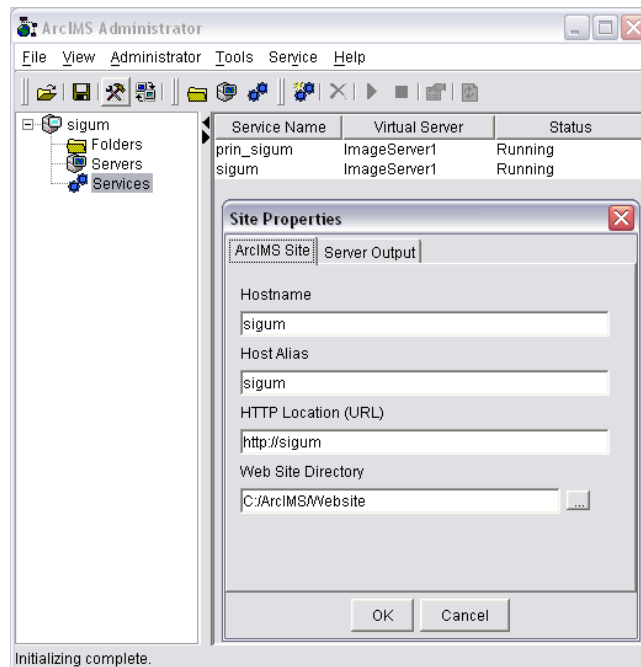 ArcIMS Administrator
File View Administrator Tools Service Help
sigum
Folders
Servers
Services
Service Name Virtual Server Status
prin_sigum ImageServer1 Running
sigum ImageServer1 Running
Site Properties
ArcIMS Site Server Output
Hostname
sigum
Host Alias
sigum
HTTP Location (URL)
http://sigum
Web Site Directory
C:/ArcIMS/Website ...
OK Cancel
Initializing complete.